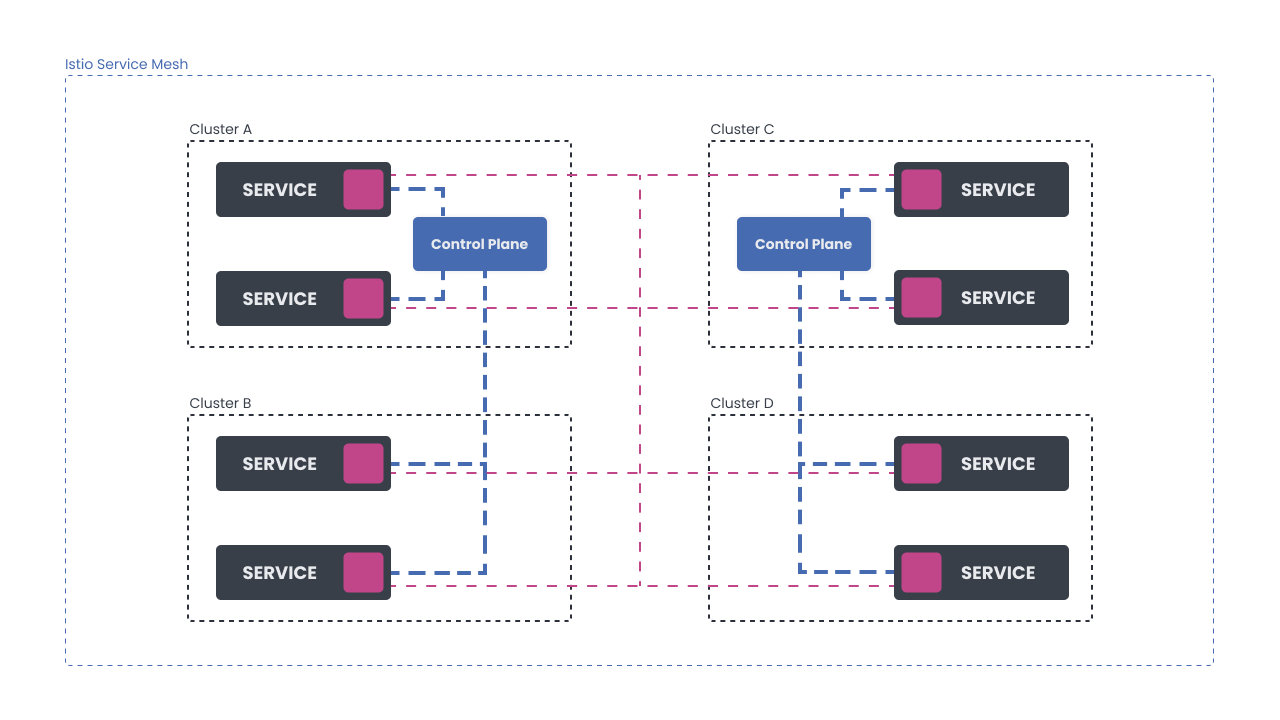 Istio Service Mesh
Cluster A
SERVICE
Control Plane
SERVICE
Cluster C
SERVICE
Control Plane
SERVICE
Cluster B
SERVICE
SERVICE
Cluster D
SERVICE
SERVICE